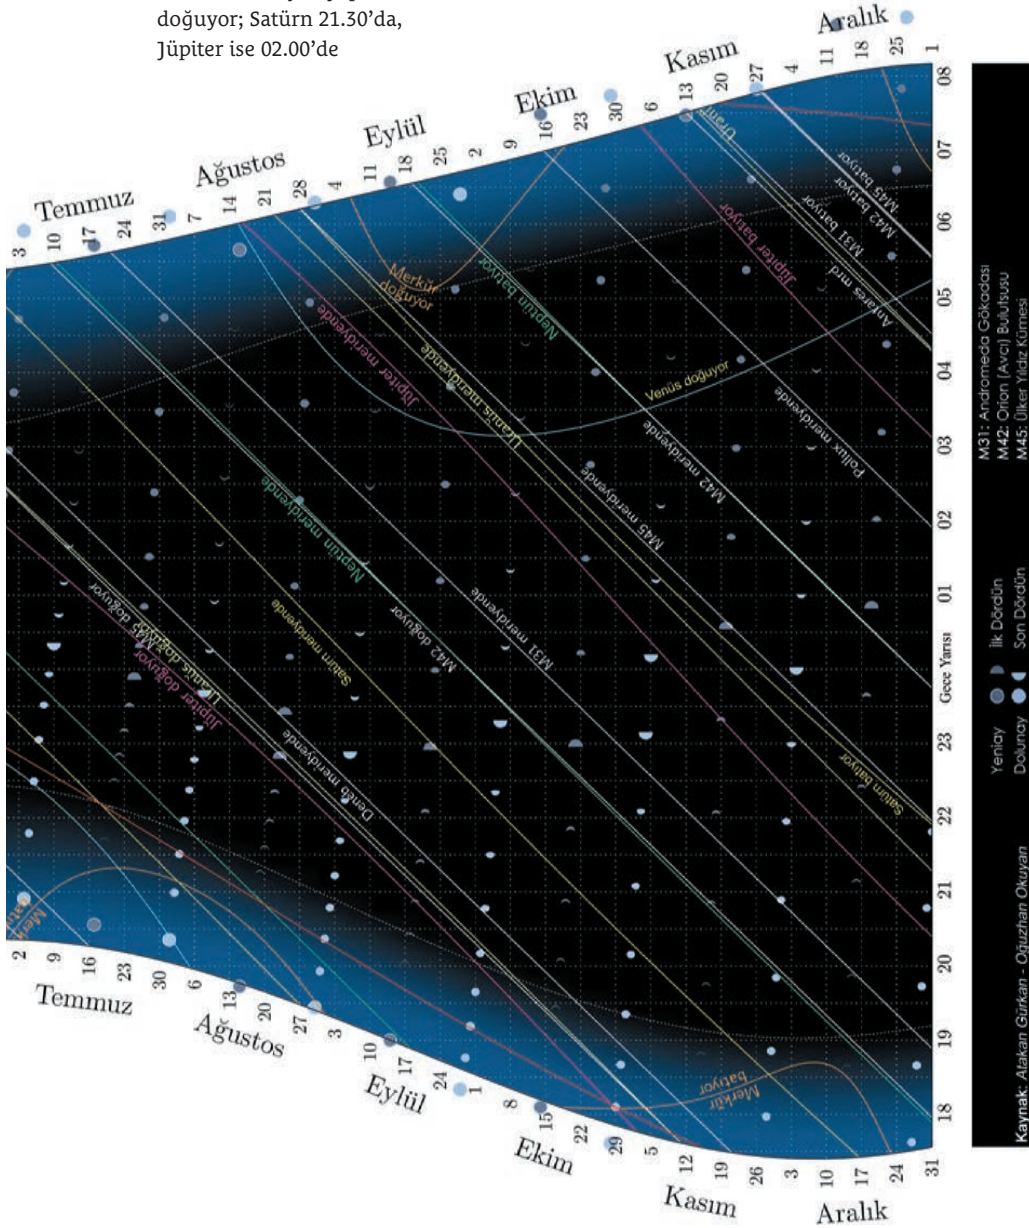 doğuyor; Satürn 21.30’da,
Jüpiter ise 02.00’de
Temmuz
Ağustos
Eylül
Ekim
Kasım
Aralık
3
10
17
24
31
7
14
21
28
4
11
18
25
2
9
16
23
30
6
13
20
27
4
11
18
25
1
08
07
06
05
04
03
02
01
Gece Yarısı
23
22
21
20
19
18
Merkür
doğuyor
Neptün batıyor
Jüpiter batıyor
M31 batıyor
M42 batıyor
M45 batıyor
Jüpiter meridyende
Uranüs meridyende
Venüs doğuyor
M42 meridyende
Pollux meridyende
M45 meridyende
Neptün meridyende
M31 meridyende
M42 doğuyor
Satürn meridyende
M45 doğuyor
Uranüs doğuyor
Jüpiter doğuyor
Deneb meridyende
Satürn batıyor
Merkür
batıyor
2
9
16
23
30
6
13
20
27
3
10
17
24
1
8
15
22
29
5
12
19
26
3
10
17
24
31
Temmuz
Ağustos
Eylül
Ekim
Kasım
Aralık
M31: Andromeda Gökadası
M42: Orion (Avcı) Bulutsusu
M45: Ülker Yıldız Kümesi
Yeniay
İlk Dördün
Dolunay
Son Dördün
Kaynak: Atakan Gürkan - Oğuzhan Okuyan